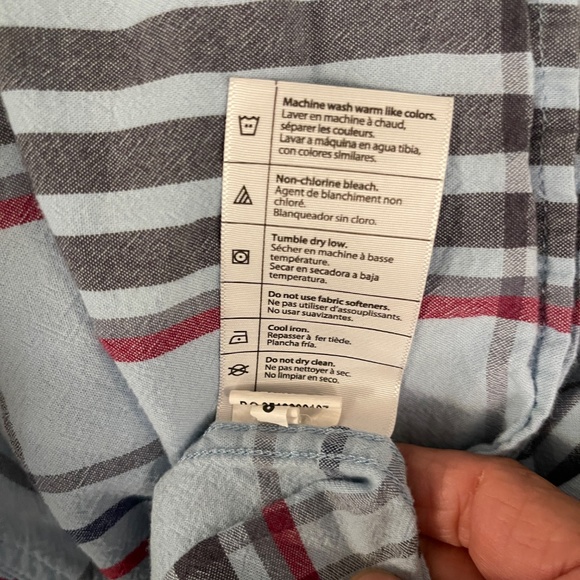 Machine wash warm like colors.
Laver en machine à chaud,
séparer les couleurs.
Lavar a máquina en agua tibia,
con colores similares.
Non-chlorine bleach.
Agent de blanchiment non
chloré.
Blanqueador sin cloro.
Tumble dry low.
Sécher en machine à basse
température.
Secar en secadora a baja
temperatura.
Do not use fabric softeners.
Ne pas utiliser d'assouplissants.
No usar suavizantes.
Cool iron.
Repasser à fer tiède.
Plancha fría.
Do not dry clean.
Ne pas nettoyer à sec.
No limpiar en seco.